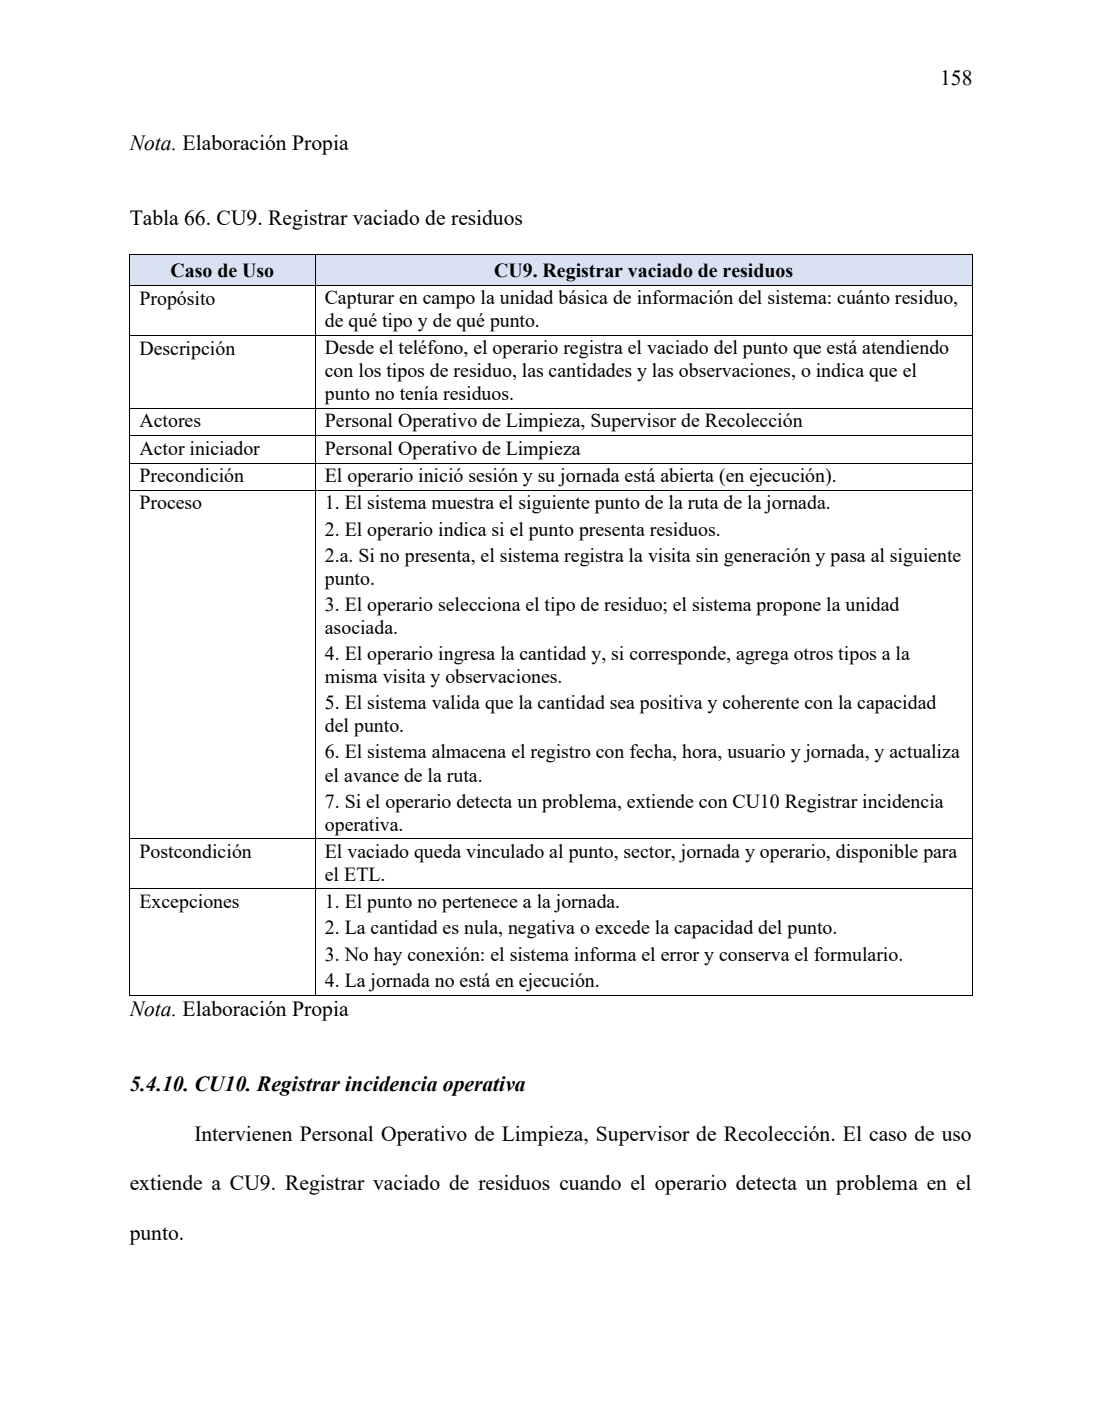 158
Nota. Elaboración Propia
Tabla 66. CU9. Registrar vaciado de residuos
Caso de Uso CU9. Registrar vaciado de residuos
Propósito Capturar en campo la unidad básica de información del sistema: cuánto residuo,
de qué tipo y de qué punto.
Descripción Desde el teléfono, el operario registra el vaciado del punto que está atendiendo
con los tipos de residuo, las cantidades y las observaciones, o indica que el
punto no tenía residuos.
Actores Personal Operativo de Limpieza, Supervisor de Recolección
Actor iniciador Personal Operativo de Limpieza
Precondición El operario inició sesión y su jornada está abierta (en ejecución).
Proceso 1. El sistema muestra el siguiente punto de la ruta de la jornada.
2. El operario indica si el punto presenta residuos.
2.a. Si no presenta, el sistema registra la visita sin generación y pasa al siguiente
punto.
3. El operario selecciona el tipo de residuo; el sistema propone la unidad
asociada.
4. El operario ingresa la cantidad y, si corresponde, agrega otros tipos a la
misma visita y observaciones.
5. El sistema valida que la cantidad sea positiva y coherente con la capacidad
del punto.
6. El sistema almacena el registro con fecha, hora, usuario y jornada, y actualiza
el avance de la ruta.
7. Si el operario detecta un problema, extiende con CU10 Registrar incidencia
operativa.
Postcondición El vaciado queda vinculado al punto, sector, jornada y operario, disponible para
el ETL.
Excepciones 1. El punto no pertenece a la jornada.
2. La cantidad es nula, negativa o excede la capacidad del punto.
3. No hay conexión: el sistema informa el error y conserva el formulario.
4. La jornada no está en ejecución.
Nota. Elaboración Propia
5.4.10. CU10. Registrar incidencia operativa
Intervienen Personal Operativo de Limpieza, Supervisor de Recolección. El caso de uso
extiende a CU9. Registrar vaciado de residuos cuando el operario detecta un problema en el
punto.